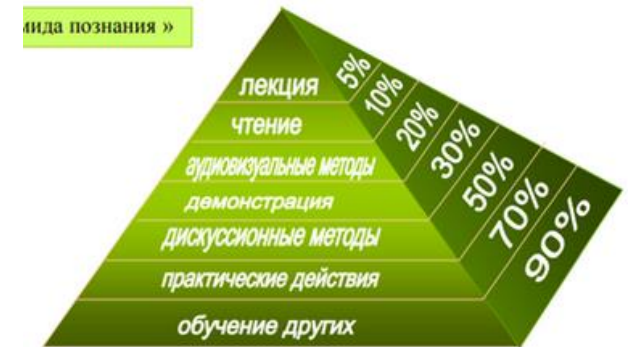 мида познания »
лекция 5%
чтение 10%
аудиовизуальные методы 20%
демонстрация 30%
дискуссионные методы 50%
практические действия 70%
обучение других 90%